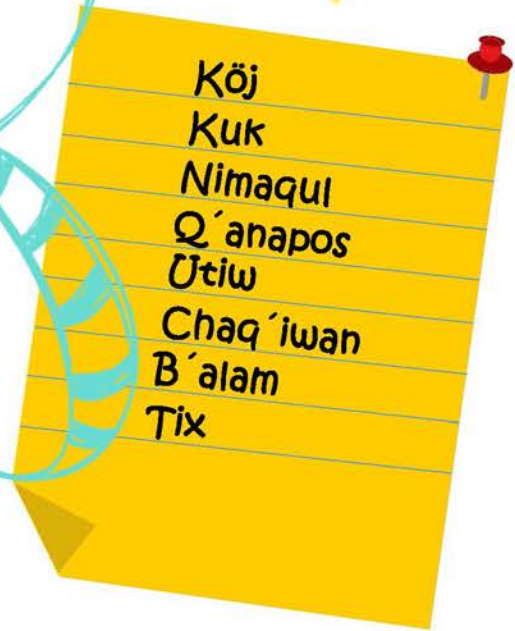 Köj
Kuk
Nimaqul
Q´anapos
Utiw
Chaq´iwan
B´alam
Tix